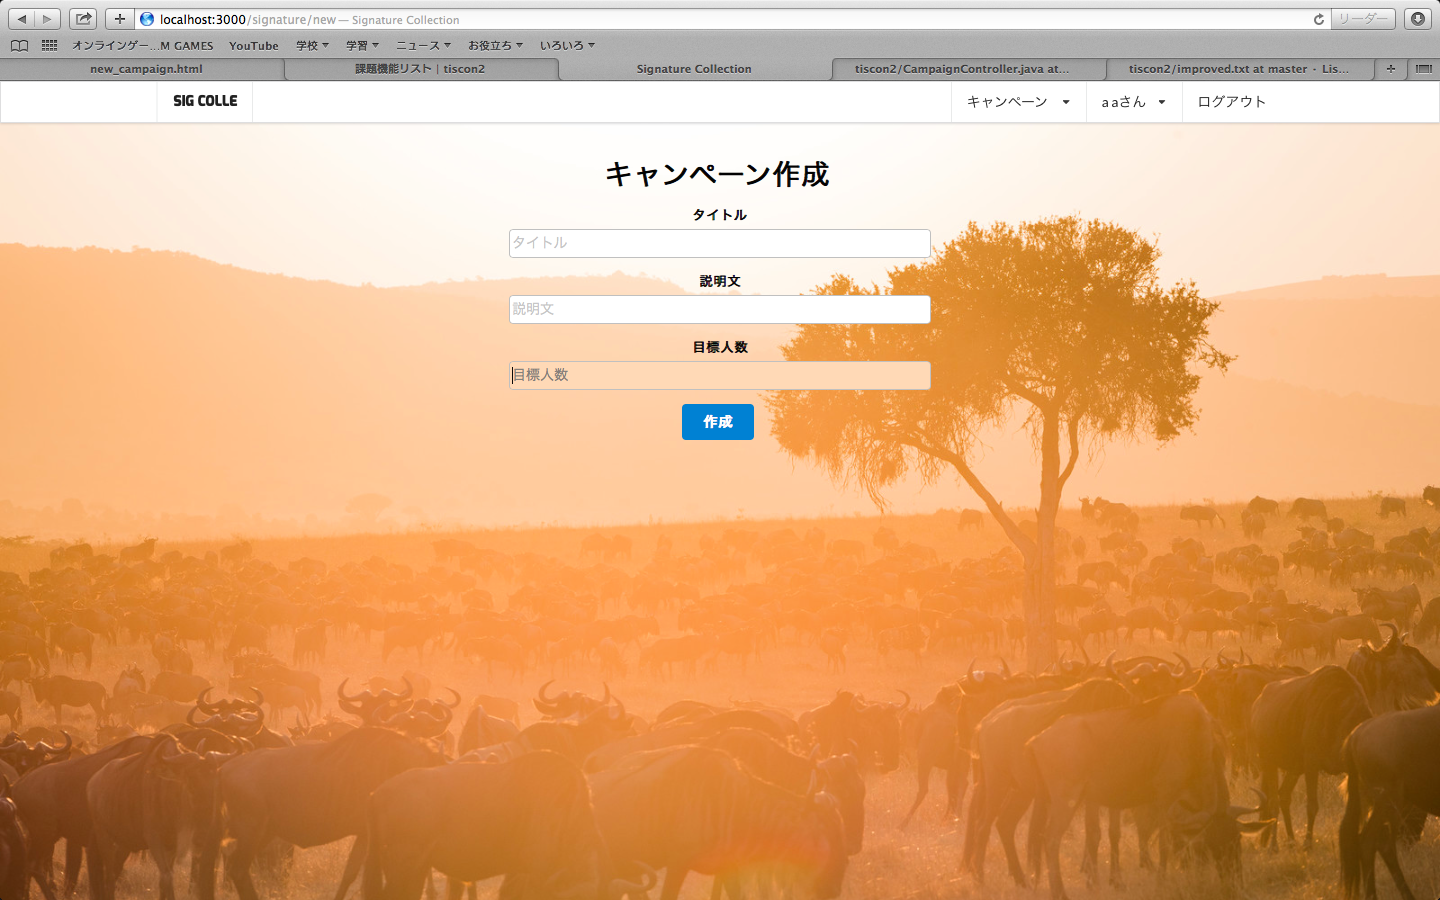 localhost:3000/signature/new — Signature Collection
リーダー
オンラインゲー...M GAMES YouTube 学校 学習 ニュース お役立ち いろいろ
new_campaign.html 課題機能リスト | tiscon2 Signature Collection tiscon2/CampaignController.java at... tiscon2/improved.txt at master · Lis...
SIG COLLE キャンペーン aaさん ログアウト
キャンペーン作成
タイトル
タイトル
説明文
説明文
目標人数
目標人数
作成